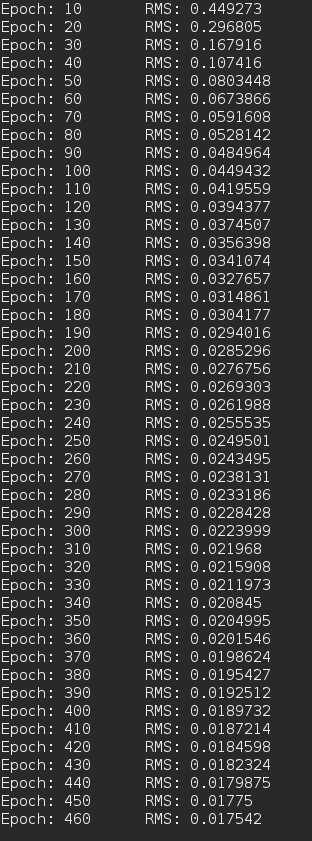 Epoch: 10 RMS: 0.449273
Epoch: 20 RMS: 0.296805
Epoch: 30 RMS: 0.167916
Epoch: 40 RMS: 0.107416
Epoch: 50 RMS: 0.0803448
Epoch: 60 RMS: 0.0673866
Epoch: 70 RMS: 0.0591608
Epoch: 80 RMS: 0.0528142
Epoch: 90 RMS: 0.0484964
Epoch: 100 RMS: 0.0449432
Epoch: 110 RMS: 0.0419559
Epoch: 120 RMS: 0.0394377
Epoch: 130 RMS: 0.0374507
Epoch: 140 RMS: 0.0356398
Epoch: 150 RMS: 0.0341074
Epoch: 160 RMS: 0.0327657
Epoch: 170 RMS: 0.0314861
Epoch: 180 RMS: 0.0304177
Epoch: 190 RMS: 0.0294016
Epoch: 200 RMS: 0.0285296
Epoch: 210 RMS: 0.0276756
Epoch: 220 RMS: 0.0269303
Epoch: 230 RMS: 0.0261988
Epoch: 240 RMS: 0.0255535
Epoch: 250 RMS: 0.0249501
Epoch: 260 RMS: 0.0243495
Epoch: 270 RMS: 0.0238131
Epoch: 280 RMS: 0.0233186
Epoch: 290 RMS: 0.0228428
Epoch: 300 RMS: 0.0223999
Epoch: 310 RMS: 0.021968
Epoch: 320 RMS: 0.0215908
Epoch: 330 RMS: 0.0211973
Epoch: 340 RMS: 0.020845
Epoch: 350 RMS: 0.0204995
Epoch: 360 RMS: 0.0201546
Epoch: 370 RMS: 0.0198624
Epoch: 380 RMS: 0.0195427
Epoch: 390 RMS: 0.0192512
Epoch: 400 RMS: 0.0189732
Epoch: 410 RMS: 0.0187214
Epoch: 420 RMS: 0.0184598
Epoch: 430 RMS: 0.0182324
Epoch: 440 RMS: 0.0179875
Epoch: 450 RMS: 0.01775
Epoch: 460 RMS: 0.017542